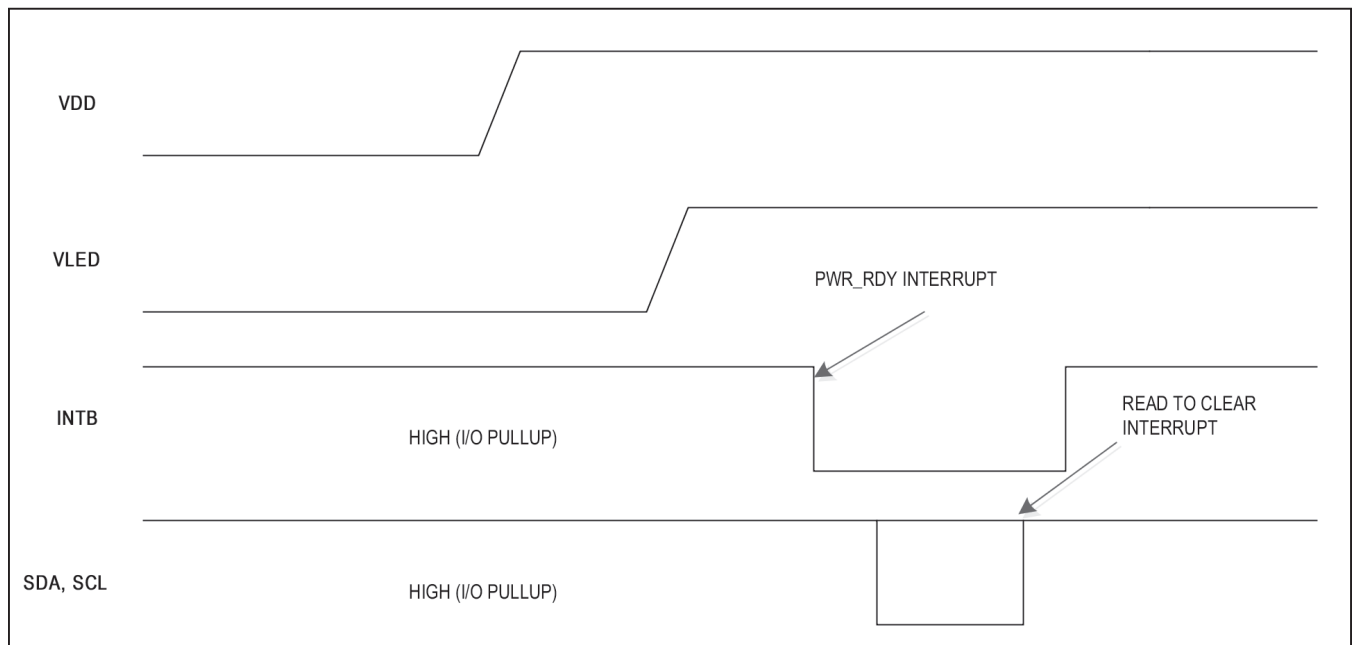 VDD
VLED
PWR_RDY INTERRUPT
INTB
HIGH (I/O PULLUP)
READ TO CLEAR
INTERRUPT
SDA, SCL
HIGH (I/O PULLUP)